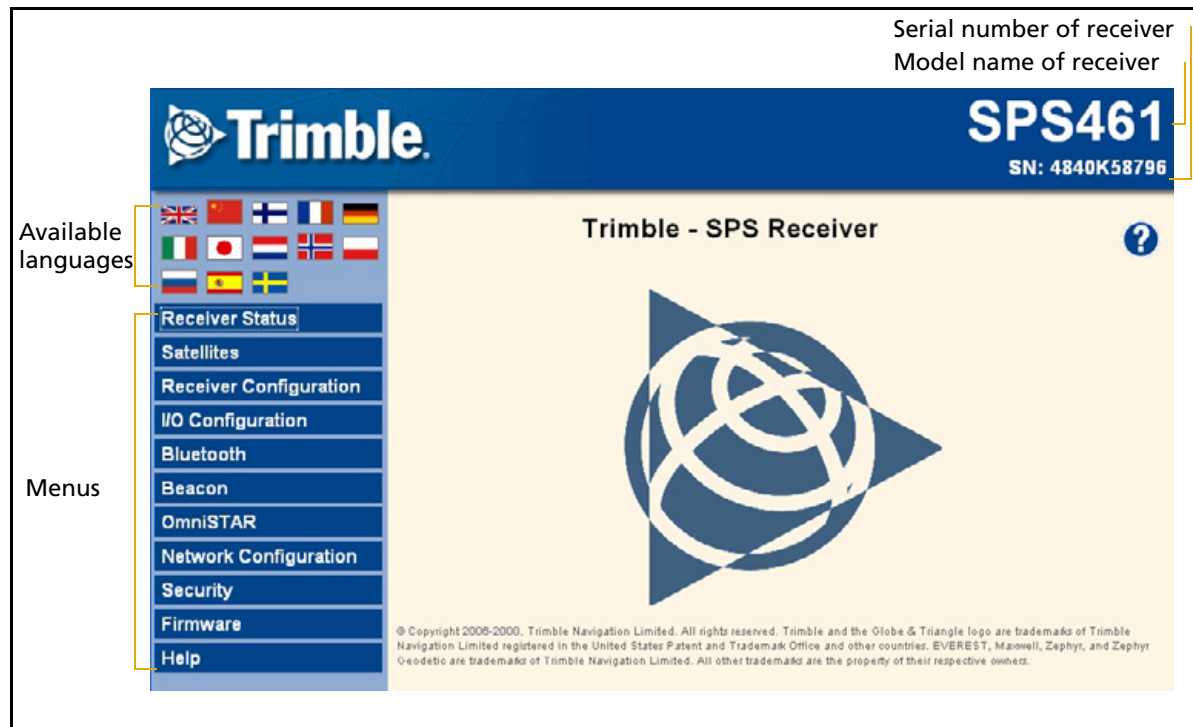 Serial number of receiver
Model name of receiver
Trimble.
SPS461
SN: 4840K58796
Available
languages
Trimble - SPS Receiver
?
Menus
Receiver Status
Satellites
Receiver Configuration
I/O Configuration
Bluetooth
Beacon
OmniSTAR
Network Configuration
Security
Firmware
Help
© Copyright 2006-2000, Trimble Navigation Limited. All rights reserved. Trimble and the Globe & Triangle logo are trademarks of Trimble
Navigation Limited registered in the United States Patent and Trademark Office and other countries. EVEREST, Maxwell, Zephyr, and Zephyr
Geodetic are trademarks of Trimble Navigation Limited. All other trademarks are the property of their respective owners.